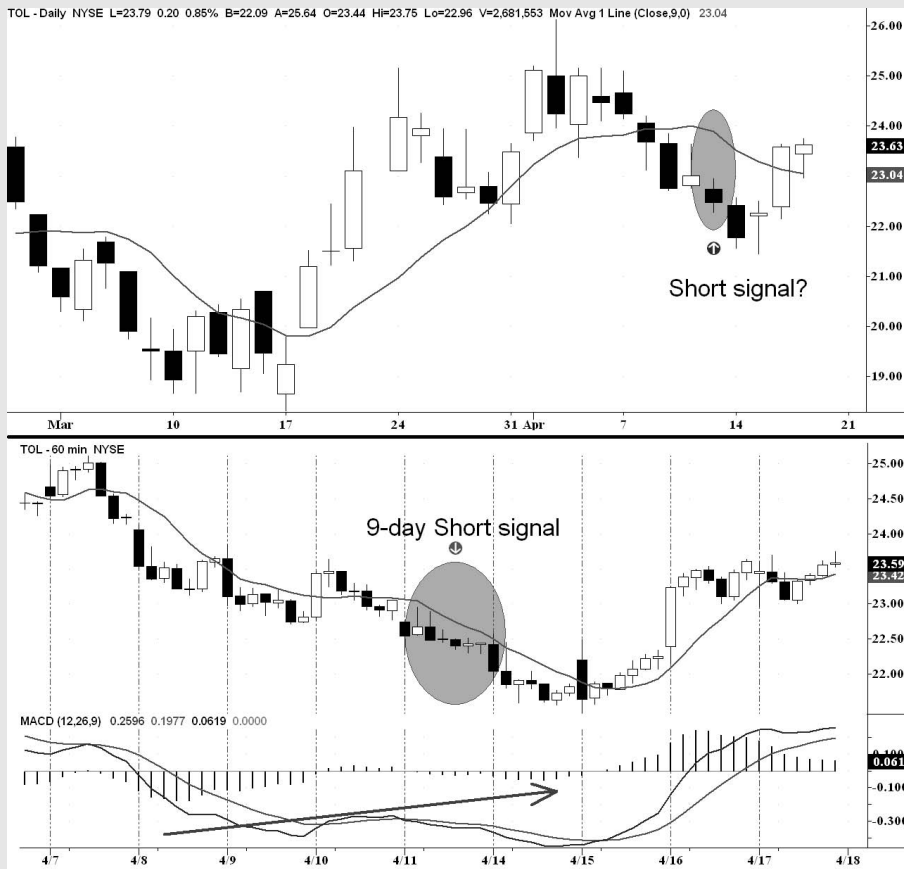 TOL - Daily NYSE L=23.79 0.20 0.85% B=22.09 A=25.64 O=23.44 Hi=23.75 Lo=22.96 V=2,681,553 Mov Avg 1 Line (Close,9,0) 23.04
26.00
25.00
24.00
23.63
23.04
22.00
21.00
20.00
19.00
Short signal?
Mar 10 17 24 31 Apr 7 14 21
TOL - 60 min NYSE
25.00
24.50
24.00
23.59
23.42
23.00
22.50
22.00
9-day Short signal
MACD (12,26,9) 0.2596 0.1977 0.0619 0.0000
0.061
-0.100
-0.300
4/7 4/8 4/9 4/10 4/11 4/14 4/15 4/16 4/17 4/18